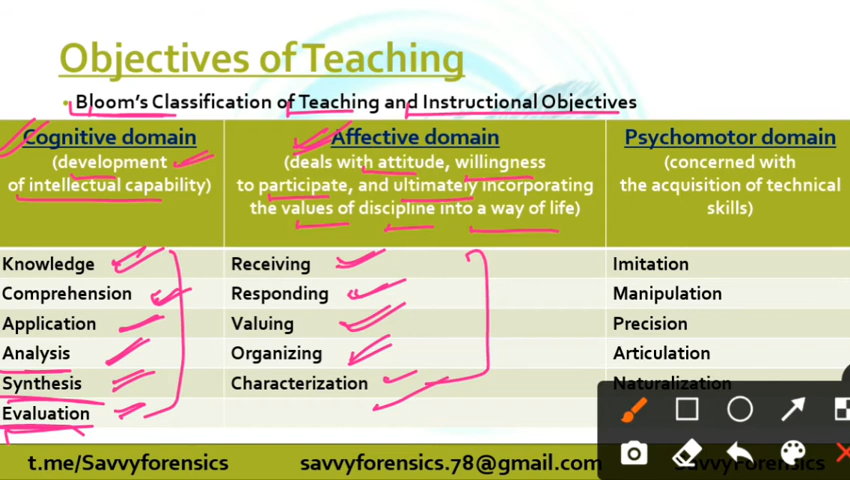 Objectives of Teaching
• Bloom's Classification of Teaching and Instructional Objectives
Cognitive domain
(development
of intellectual capability)
Affective domain
(deals with attitude, willingness
to participate, and ultimately incorporating
the values of discipline into a way of life)
Psychomotor domain
(concerned with
the acquisition of technical
skills)
Knowledge Receiving Imitation
Comprehension Responding Manipulation
Application Valuing Precision
Analysis Organizing Articulation
Synthesis Characterization Naturalization
Evaluation
t.me/Savvyforensics savvyforensics.78@gmail.com SavvyForensics